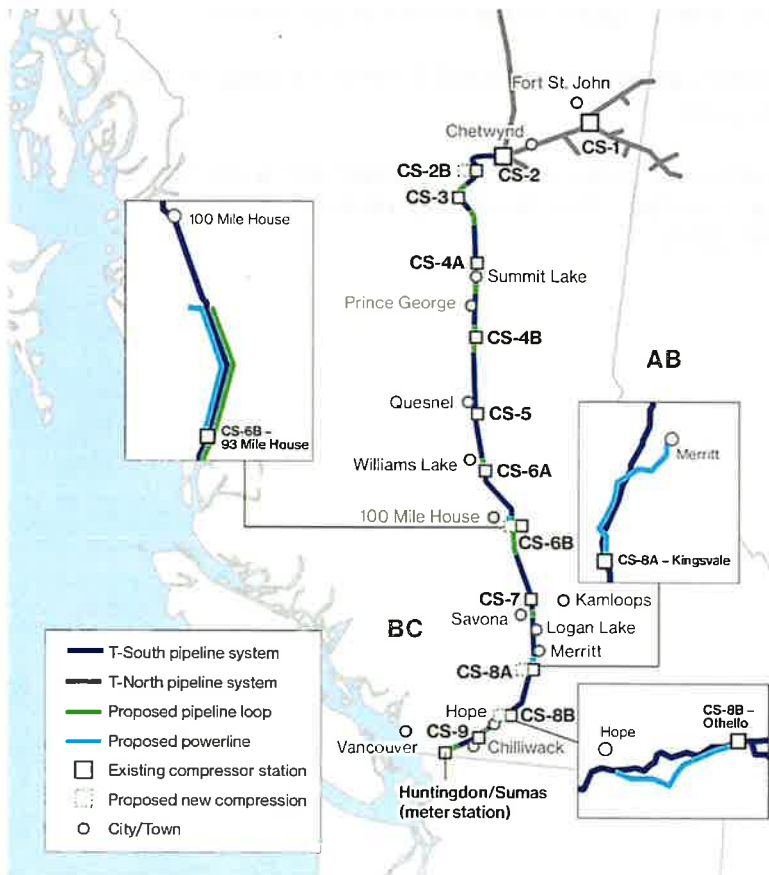 Fort St. John
Chetwynd
CS-1
CS-2
CS-2B
CS-3
100 Mile House
CS-4A
Summit Lake
Prince George
CS-4B
AB
Quesnel
CS-5
CS-6B –
93 Mile House
Merritt
Williams Lake
CS-6A
100 Mile House
CS-6B
CS-8A – Kingsvale
CS-7
Kamloops
Savona
BC
Logan Lake
Merritt
CS-8A
T-South pipeline system
T-North pipeline system
Proposed pipeline loop
Proposed powerline
Existing compressor station
Proposed new compression
City/Town
Hope
CS-8B
CS-9
Vancouver
Chilliwack
Huntingdon/Sumas
(meter station)
CS-8B –
Othello
Hope